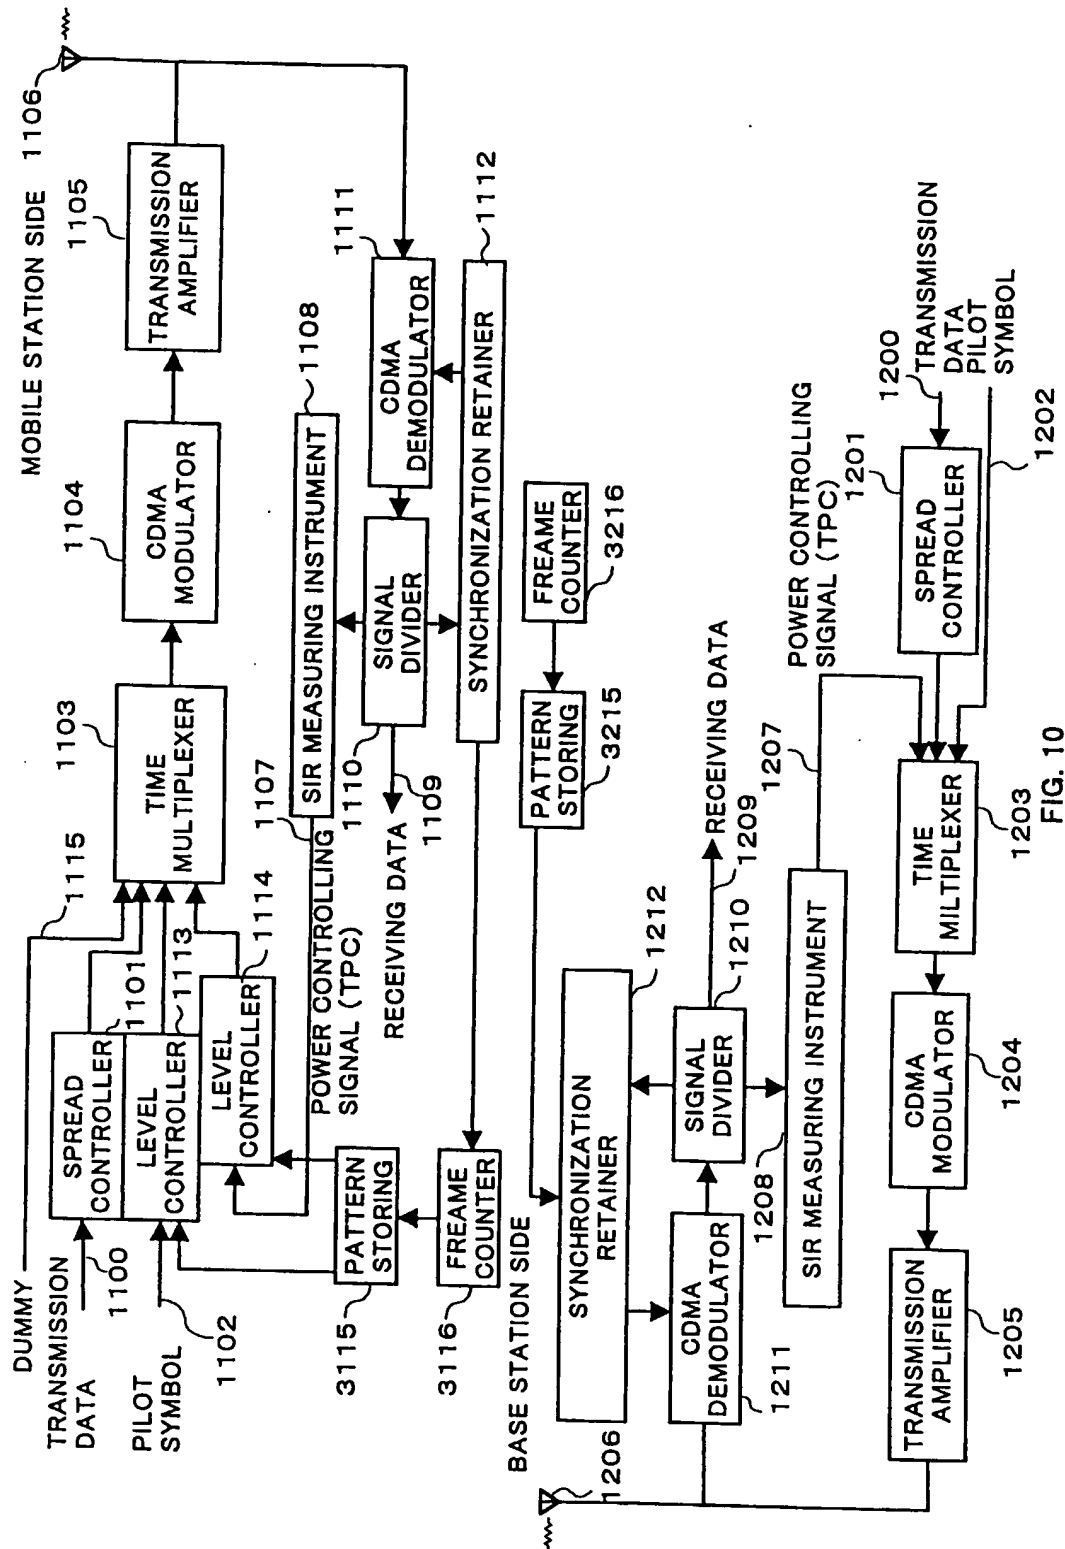 MOBILE STATION SIDE 1106
DUMMY
1115
TRANSMISSION
DATA
1100
SPREAD
CONTROLLER
1101
PILOT
SYMBOL
1102
LEVEL
CONTROLLER
1113
LEVEL
CONTROLLER
1114
TIME
MULTIPLEXER
1103
CDMA
MODULATOR
1104
TRANSMISSION
AMPLIFIER
1105
POWER CONTROLLING
SIGNAL (TPC)
1107
SIR MEASURING INSTRUMENT
1108
RECEIVING DATA
1109
1110
SIGNAL
DIVIDER
CDMA
DEMODULATOR
1111
SYNCHRONIZATION RETAINER
1112
PATTERN
STORING
3115
FREAME
COUNTER
3116
BASE STATION SIDE
1206
PATTERN
STORING
3215
FREAME
COUNTER
3216
SYNCHRONIZATION
RETAINER
1212
CDMA
DEMODULATOR
1211
SIGNAL
DIVIDER
1210
RECEIVING DATA
1209
1208
SIR MEASURING INSTRUMENT
1207
POWER CONTROLLING
SIGNAL (TPC)
TRANSMISSION AMPLIFIER
1205
CDMA
MODULATOR
1204
TIME
MILTIPLEXER
1203
SPREAD
CONTROLLER
1201
1200
TRANSMISSION
DATA
PILOT
SYMBOL
1202
FIG. 10